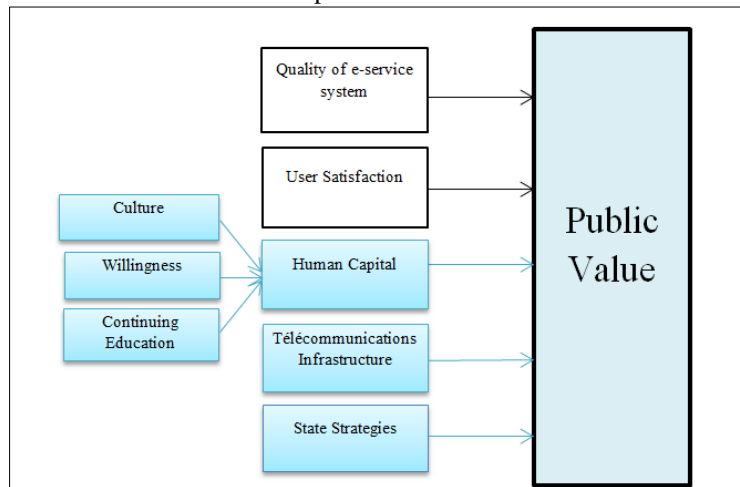 Quality of e-service
system
User Satisfaction
Culture
Willingness
Continuing
Education
Human Capital
Télécommunications
Infrastructure
State Strategies
Public
Value